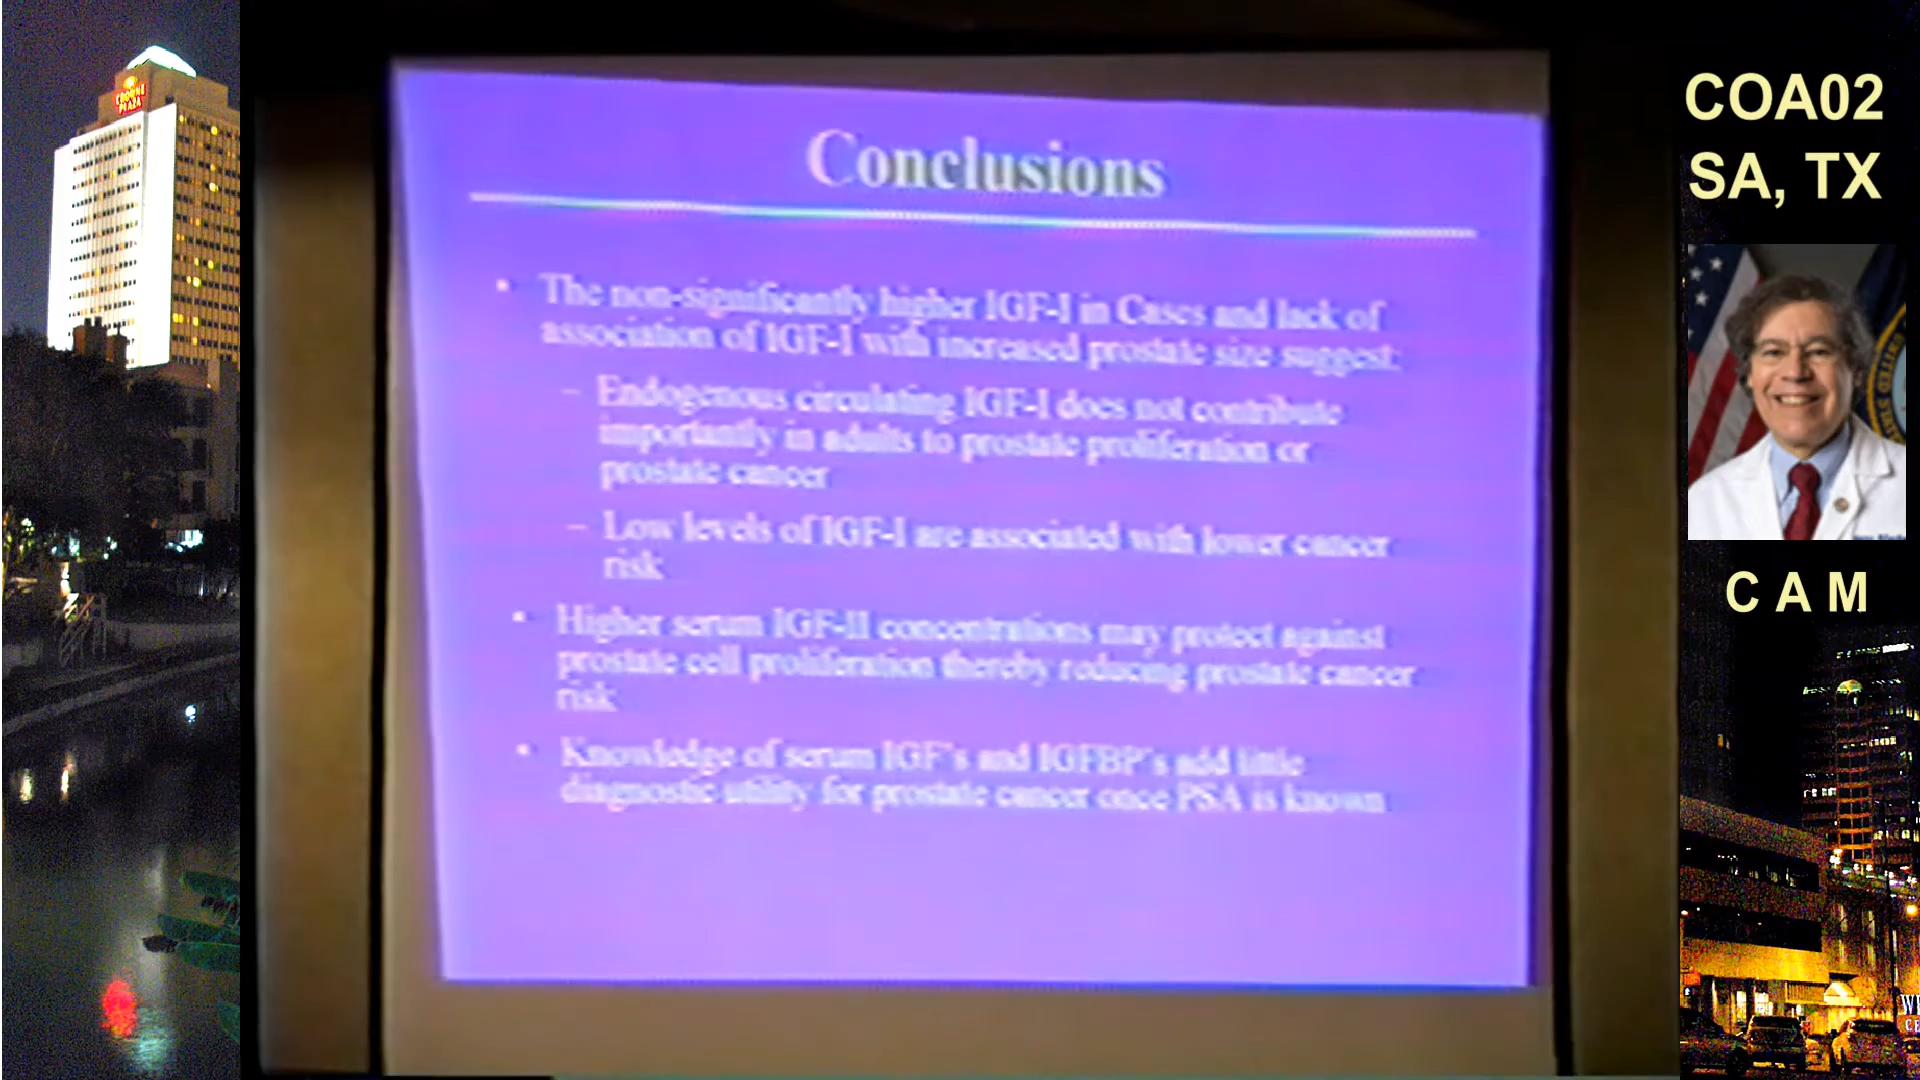 CROWNE
PLAZA
Conclusions
• The non-significantly higher IGF-I in Cases and lack of
association of IGF-I with increased prostate size suggest:
– Endogenous circulating IGF-I does not contribute
importantly in adults to prostate proliferation or
prostate cancer
– Low levels of IGF-I are associated with lower cancer
risk
• Higher serum IGF-II concentrations may protect against
prostate cell proliferation thereby reducing prostate cancer
risk
• Knowledge of serum IGF's and IGFBP's add little
diagnostic utility for prostate cancer once PSA is known
COA02
SA, TX
C A M